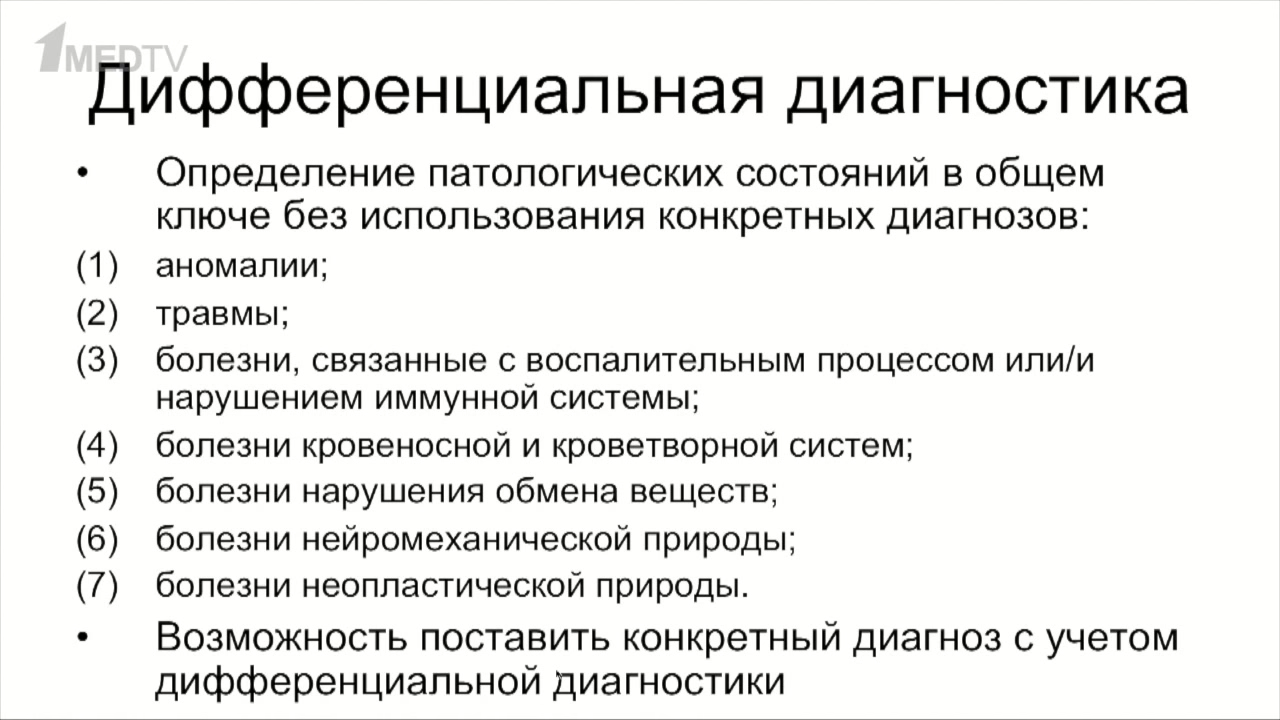 1MEDTV
Дифференциальная диагностика
• Определение патологических состояний в общем
ключе без использования конкретных диагнозов:
(1) аномалии;
(2) травмы;
(3) болезни, связанные с воспалительным процессом или/и
нарушением иммунной системы;
(4) болезни кровеносной и кроветворной систем;
(5) болезни нарушения обмена веществ;
(6) болезни нейромеханической природы;
(7) болезни неопластической природы.
• Возможность поставить конкретный диагноз с учетом
дифференциальной диагностики